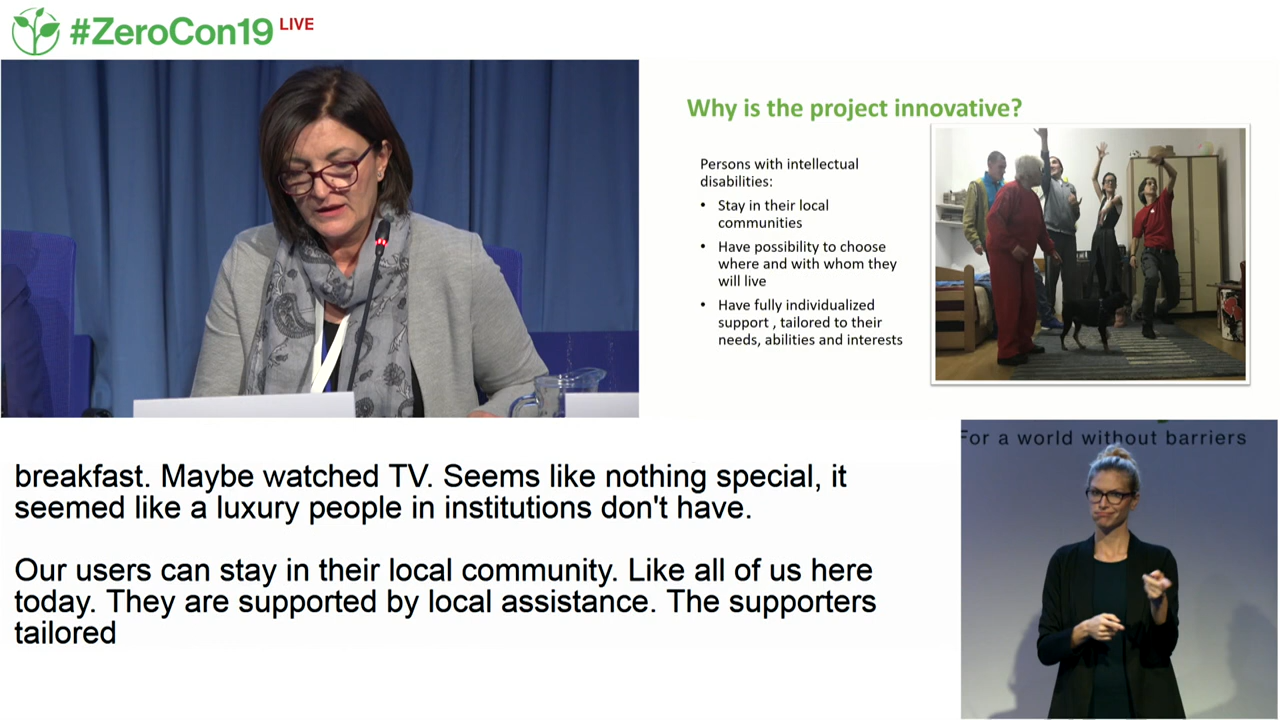 #ZeroCon19 LIVE
Why is the project innovative?
Persons with intellectual
disabilities:
• Stay in their local
communities
• Have possibility to choose
where and with whom they
will live
• Have fully individualized
support , tailored to their
needs, abilities and interests
breakfast. Maybe watched TV. Seems like nothing special, it
seemed like a luxury people in institutions don't have.
Our users can stay in their local community. Like all of us here
today. They are supported by local assistance. The supporters
tailored
For a world without barriers